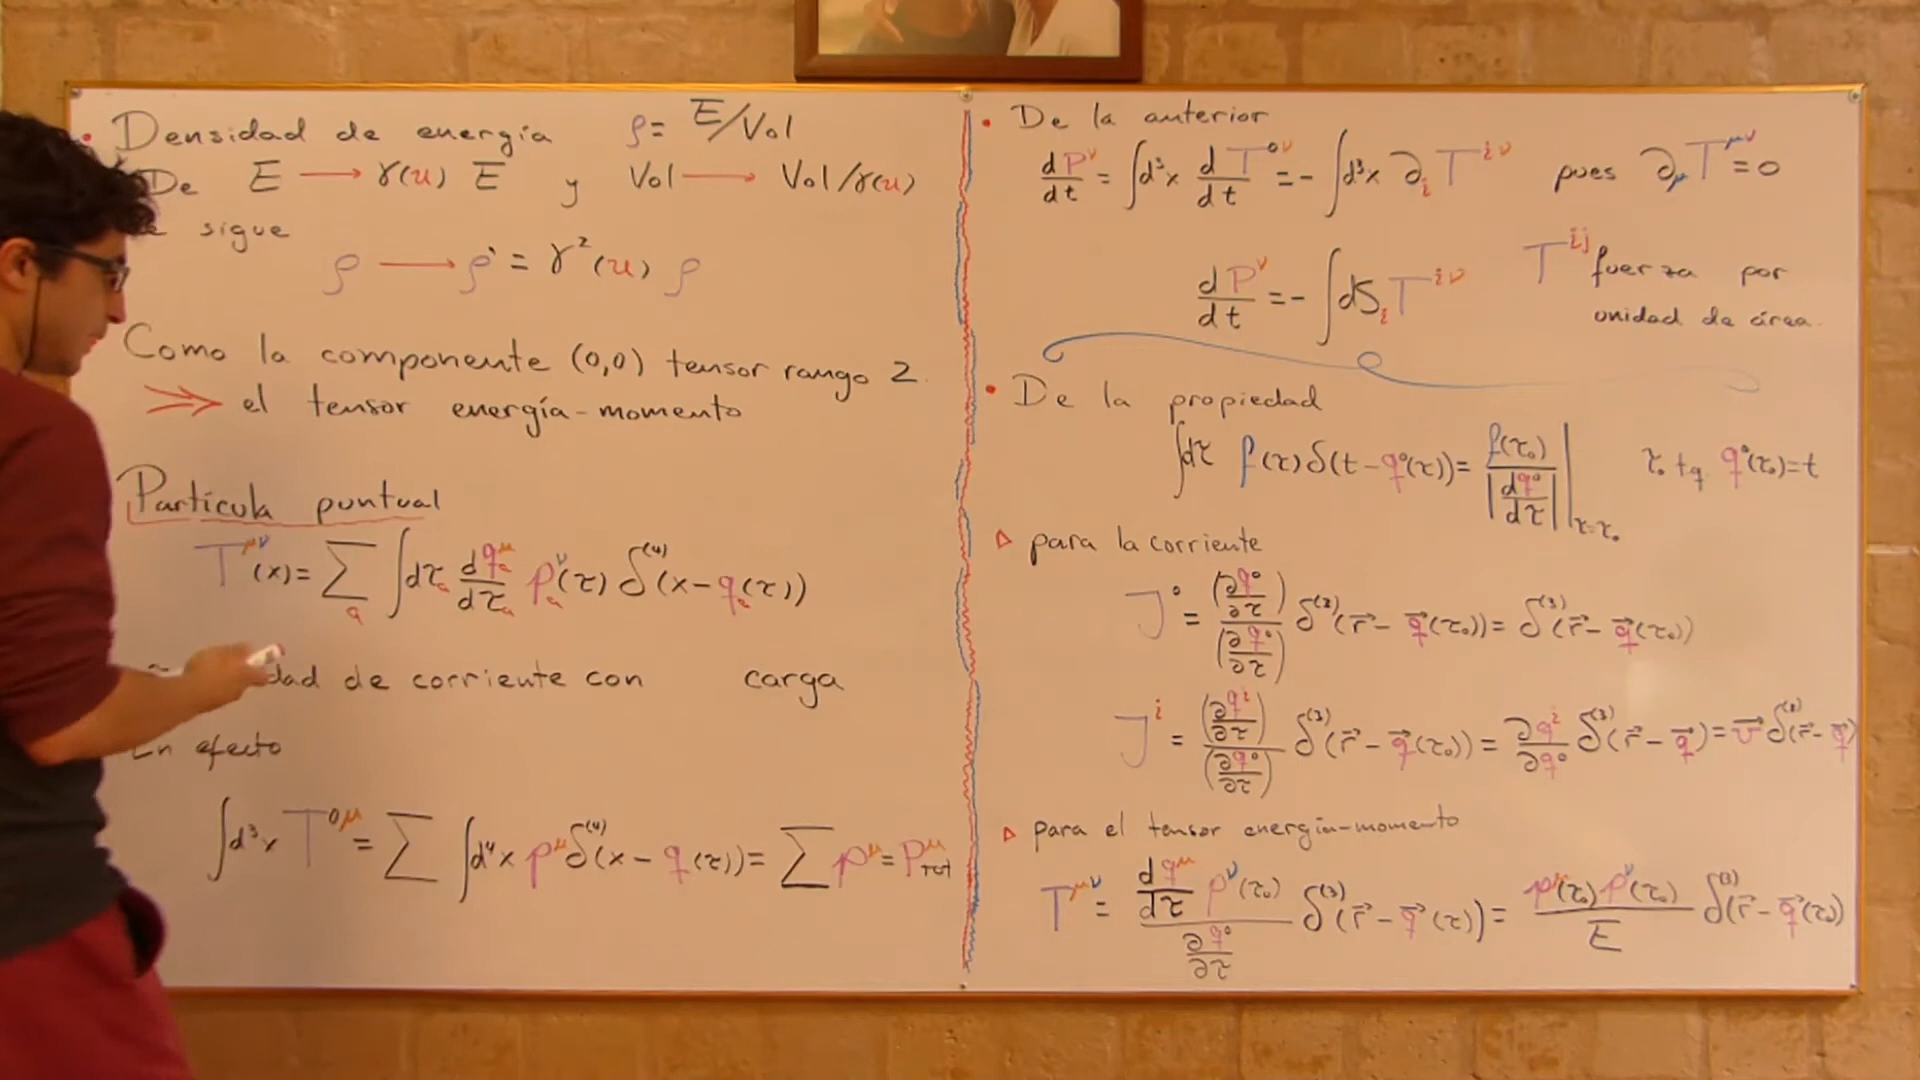 • Densidad de energía ρ = E/Vol
De E → γ(u) E y Vol → Vol/γ(u)
sigue
ρ → ρ' = γ²(u) ρ
Como la componente (0,0) tensor rango 2.
⇒ el tensor energía-momento
Partícula puntual
T^{μν}(x) = ∑_a ∫dτ_a dq_a^μ/dτ_a p_a^ν(τ) δ^{(4)}(x - q_a(τ))
dad de corriente con carga
En efecto
∫d³x T^{0μ} = ∑ ∫d⁴x p^μ δ^{(4)}(x - q(τ)) = ∑ p^μ = P^μ_{TOT}
• De la anterior
dP^ν/dt = ∫d³x d/dt T^{0ν} = - ∫d³x ∂_i T^{iν} pues ∂_μ T^{μν} = 0
dP^ν/dt = - ∫dS_i T^{iν} T^{ij} fuerza por
unidad de área.
• De la propiedad
∫dτ f(τ) δ(t - q⁰(τ)) = f(τ₀)/|dq⁰/dτ| |_{τ=τ₀} τ₀ tq q⁰(τ₀) = t
▷ para la corriente
J⁰ = (∂q⁰/∂τ)/(∂q⁰/∂τ) δ^{(3)}(r⃗ - q⃗(τ₀)) = δ^{(3)}(r⃗ - q⃗(τ₀))
J^i = (∂q^i/∂τ)/(∂q⁰/∂τ) δ^{(3)}(r⃗ - q⃗(τ₀)) = ∂q^i/∂q⁰ δ^{(3)}(r⃗ - q⃗) = v⃗ δ^{(3)}(r⃗ - q⃗)
▷ para el tensor energía-momento
T^{μν} = (dq^μ/dτ p^ν(τ₀))/(∂q⁰/∂τ) δ^{(3)}(r⃗ - q⃗(τ)) = p^μ(τ₀) p^ν(τ₀)/E δ^{(3)}(r⃗ - q⃗(τ₀))